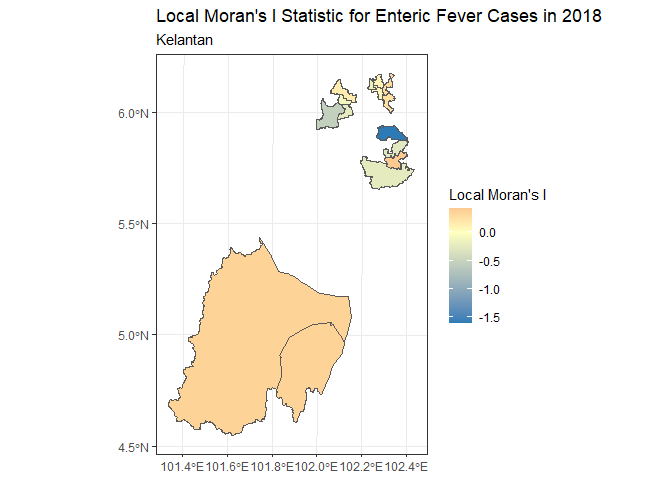 Local Moran's I Statistic for Enteric Fever Cases in 2018
Kelantan
6.0°N
5.5°N
5.0°N
4.5°N
101.4°E 101.6°E 101.8°E 102.0°E 102.2°E 102.4°E
Local Moran's I
0.0
-0.5
-1.0
-1.5